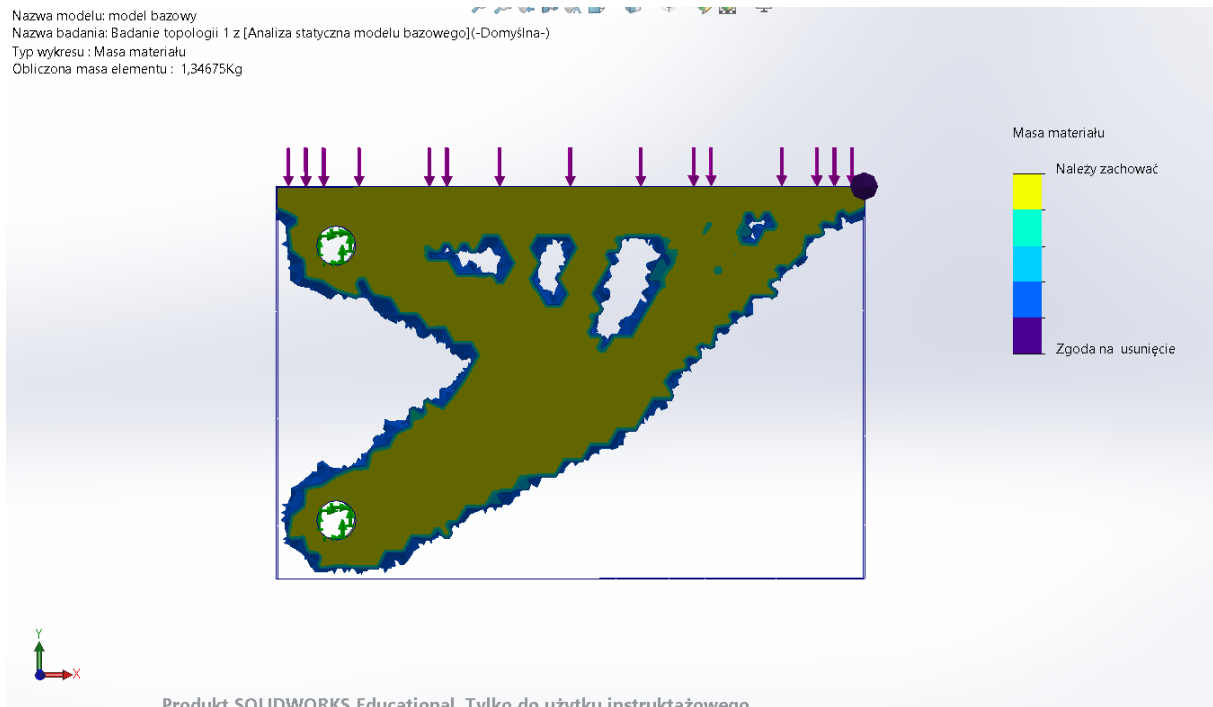 Nazwa modelu: model bazowy
Nazwa badania: Badanie topologii 1 z [Analiza statyczna modelu bazowego](-Domyślna-)
Typ wykresu : Masa materiału
Obliczona masa elementu : 1,34675Kg
Masa materiału
Należy zachować
Zgoda na usunięcie
Y
X
Produkt SOLIDWORKS Educational. Tylko do użytku instruktażowego